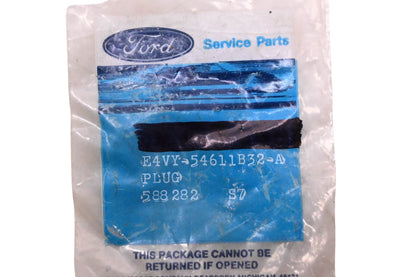 Ford
Service Parts
E4VY-54611B32-A
PLUG
588282 S7
THIS PACKAGE CANNOT BE
RETURNED IF OPENED